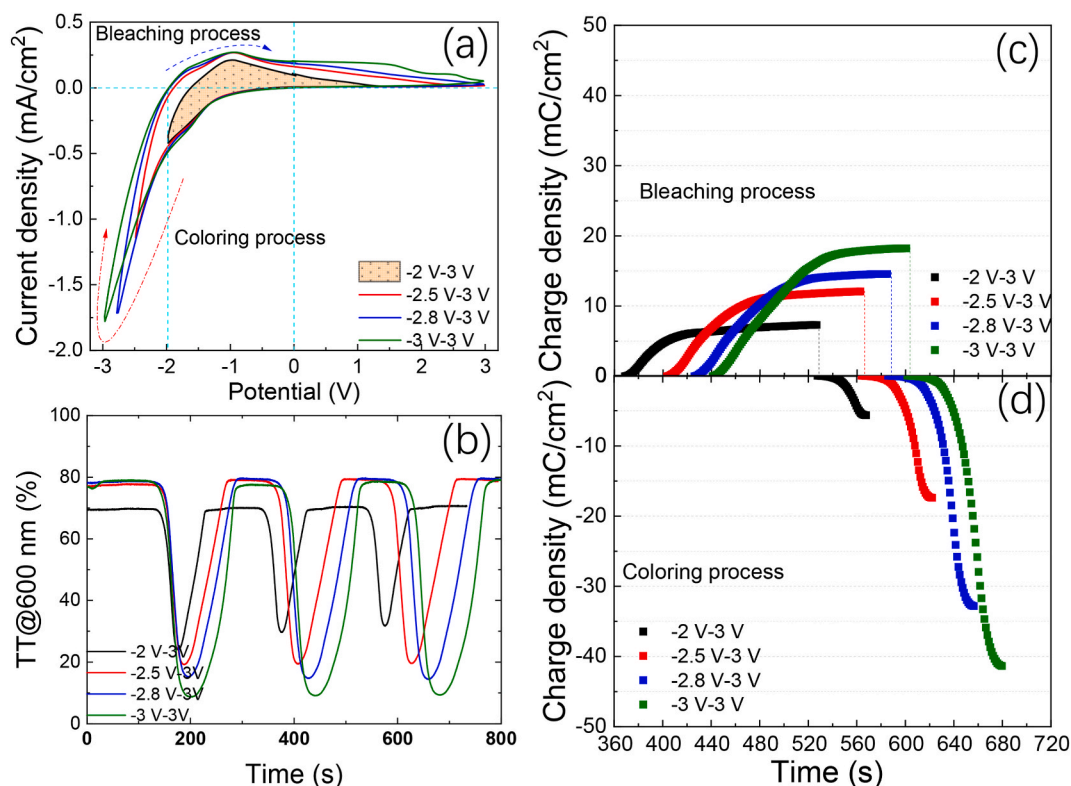 (a)
Bleaching process
Coloring process
-2 V-3 V
-2.5 V-3 V
-2.8 V-3 V
-3 V-3 V
0.5
0.0
-0.5
-1.0
-1.5
-2.0
Current density (mA/cm²)
-3 -2 -1 0 1 2 3
Potential (V)
(b)
100
80
60
40
20
0
TT@600 nm (%)
-2 V-3V
-2.5 V-3V
-2.8 V-3V
-3 V-3V
0 200 400 600 800
Time (s)
(c)
50
40
30
20
10
0
Charge density (mC/cm²)
Bleaching process
-2 V-3 V
-2.5 V-3 V
-2.8 V-3 V
-3 V-3 V
(d)
-10
-20
-30
-40
-50
Charge density (mC/cm²)
Coloring process
-2 V-3 V
-2.5 V-3 V
-2.8 V-3 V
-3 V-3 V
360 400 440 480 520 560 600 640 680 720
Time (s)